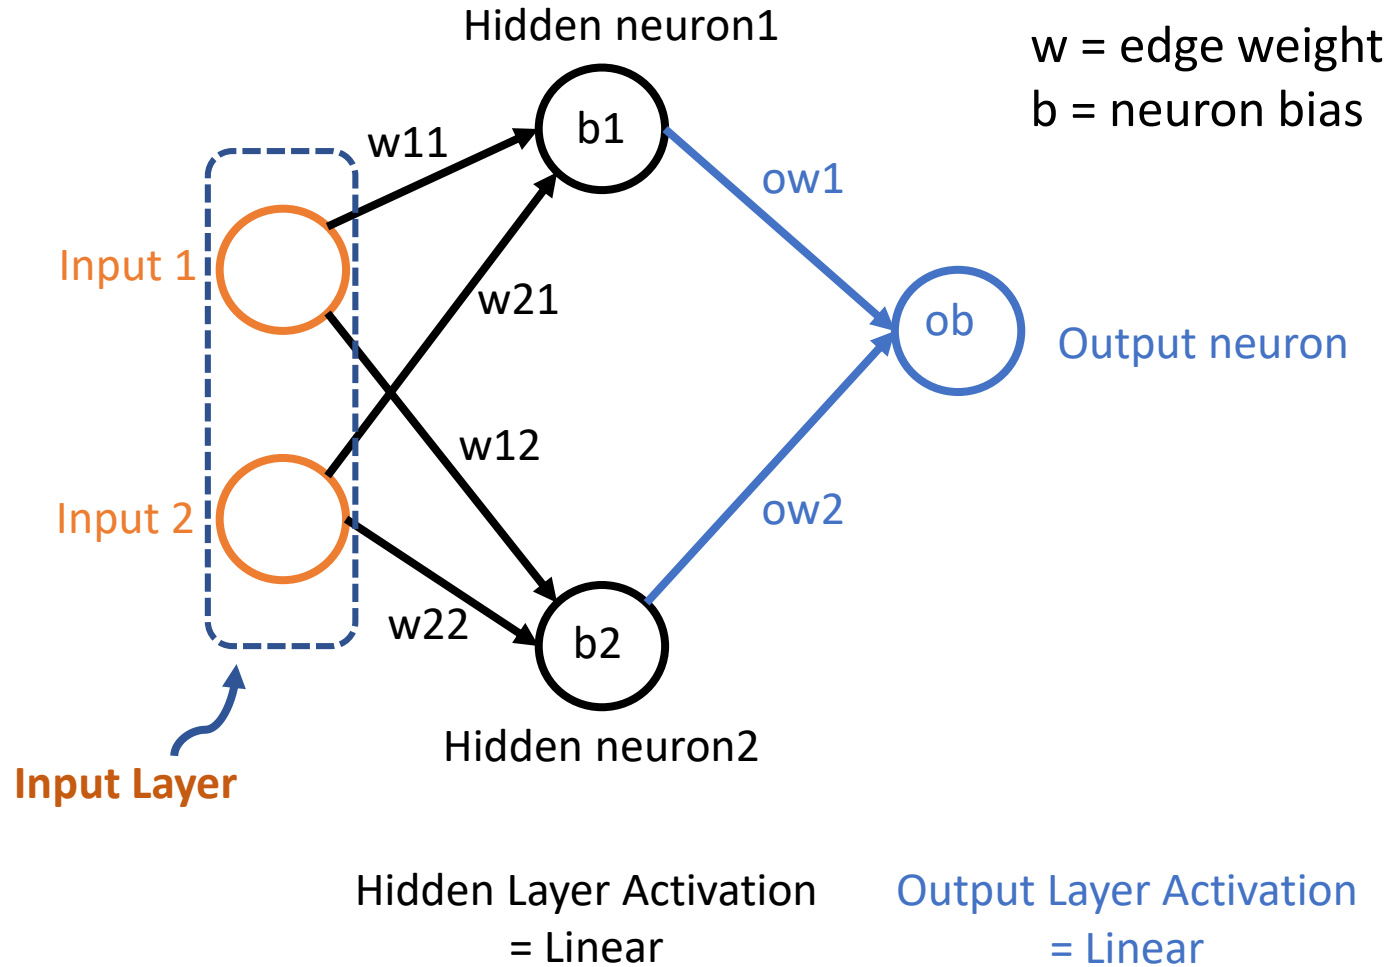 Hidden neuron1
w = edge weight
b = neuron bias
b1
w11
ow1
Input 1
w21
ob
Output neuron
w12
ow2
Input 2
w22
b2
Hidden neuron2
Input Layer
Hidden Layer Activation
= Linear
Output Layer Activation
= Linear